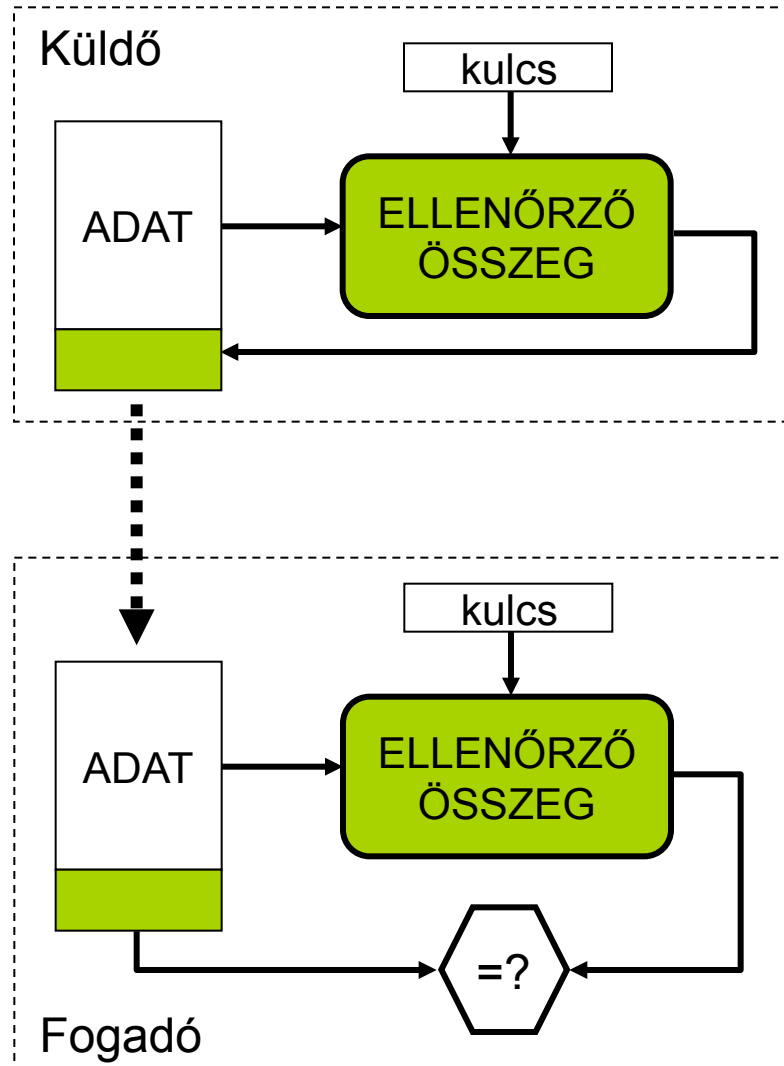 Küldő
kulcs
ADAT
ELLENŐRZŐ
ÖSSZEG
kulcs
ADAT
ELLENŐRZŐ
ÖSSZEG
=?
Fogadó